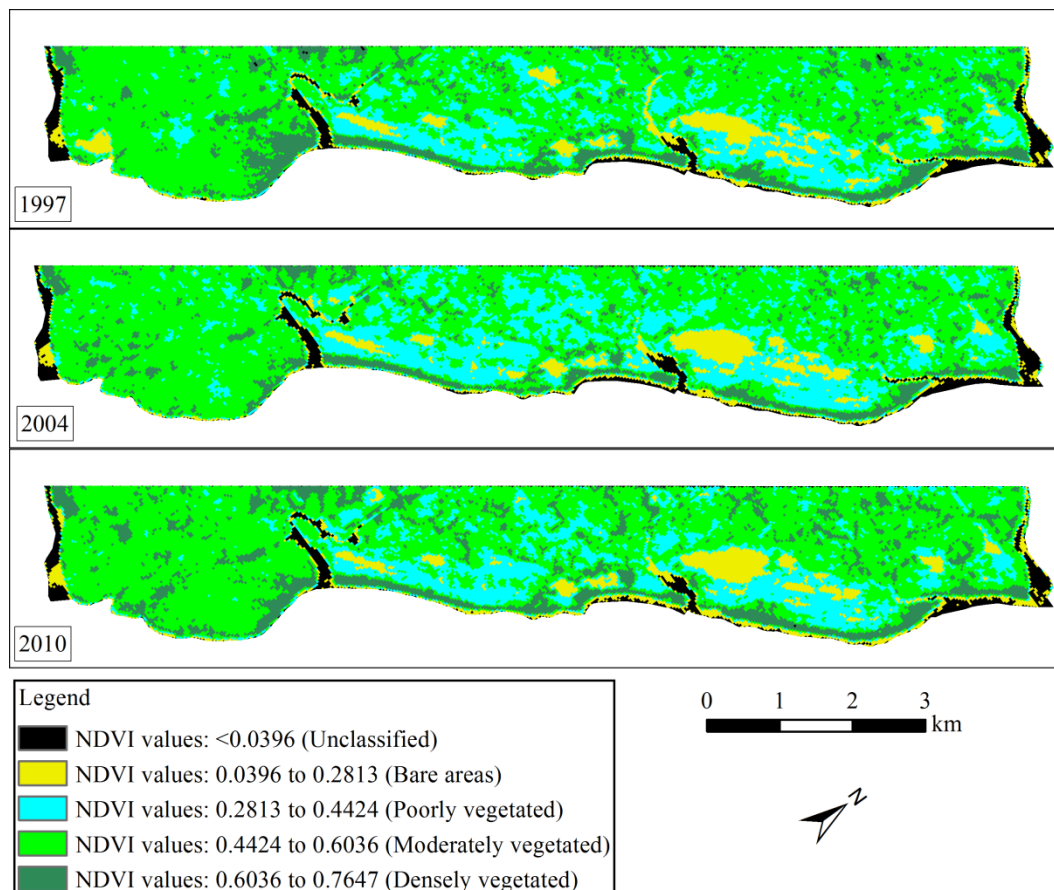 1997
2004
2010
Legend
NDVI values: <0.0396 (Unclassified)
NDVI values: 0.0396 to 0.2813 (Bare areas)
NDVI values: 0.2813 to 0.4424 (Poorly vegetated)
NDVI values: 0.4424 to 0.6036 (Moderately vegetated)
NDVI values: 0.6036 to 0.7647 (Densely vegetated)
0 1 2 3
km
N